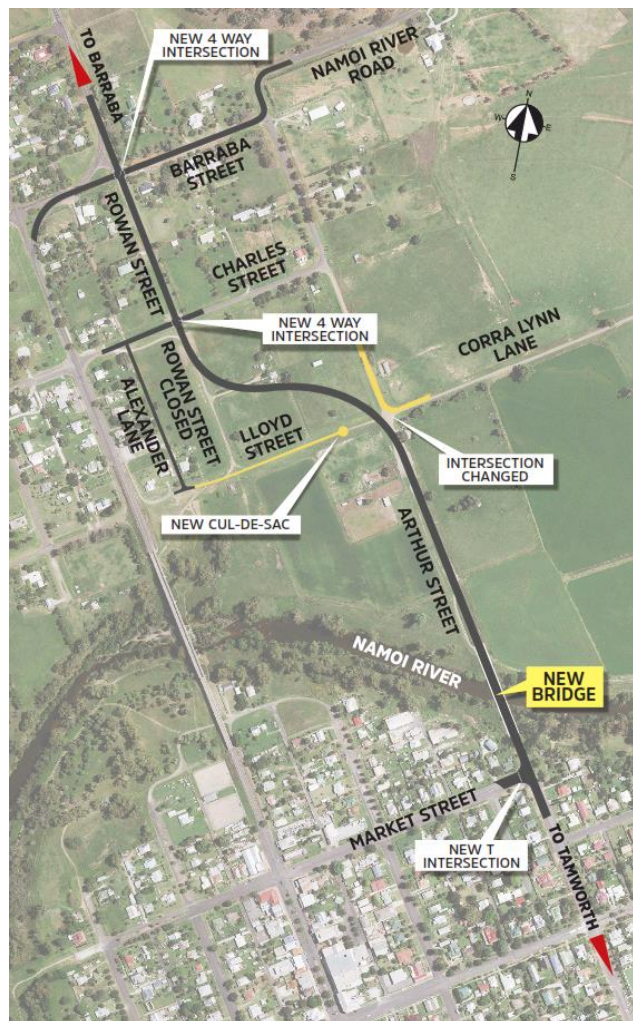 TO BARRABA
NEW 4 WAY
INTERSECTION
NAMOI RIVER
ROAD
N
W
E
S
BARRABA
STREET
ROWAN STREET
CHARLES
STREET
NEW 4 WAY
INTERSECTION
CORRA LYNN
LANE
ROWAN STREET
CLOSED
ALEXANDER
LANE
LLOYD
STREET
INTERSECTION
CHANGED
NEW CUL-DE-SAC
ARTHUR STREET
NAMOI RIVER
NEW
BRIDGE
MARKET STREET
NEW T
INTERSECTION
TO TAMWORTH